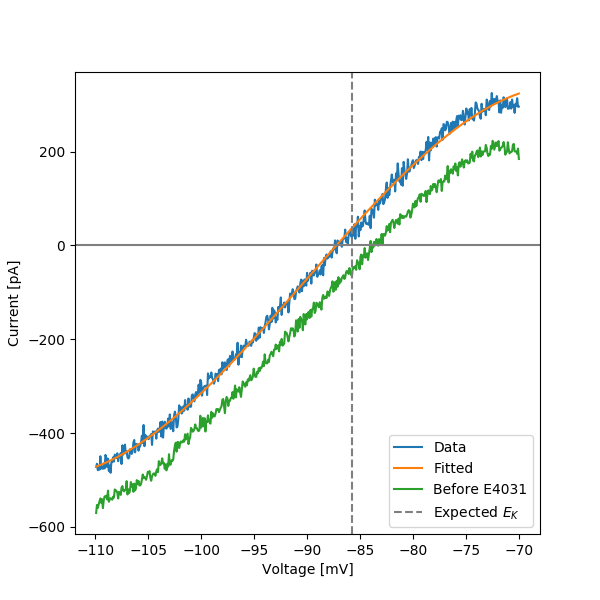 200
0
−200
−400
−600
Current [pA]
Data
Fitted
Before E4031
Expected E_K
−110 −105 −100 −95 −90 −85 −80 −75 −70
Voltage [mV]